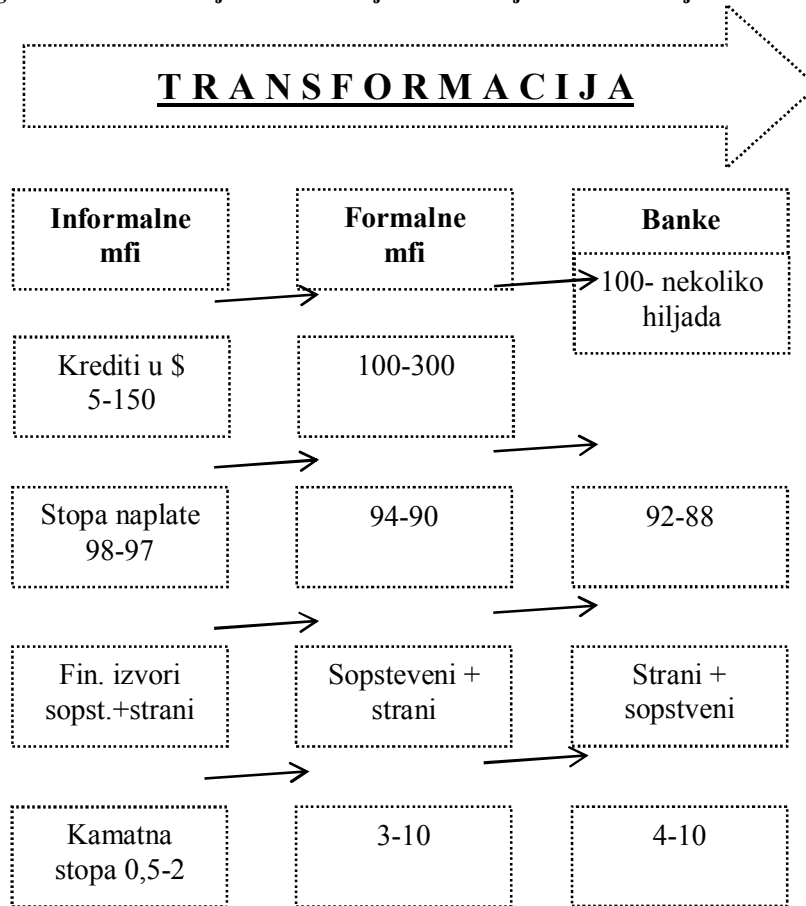 T R A N S F O R M A C I J A
Informalne
mfi
Formalne
mfi
Banke
100- nekoliko
hiljada
Krediti u $
5-150
100-300
Stopa naplate
98-97
94-90
92-88
Fin. izvori
sopst.+strani
Sopsteveni +
strani
Strani +
sopstveni
Kamatna
stopa 0,5-2
3-10
4-10